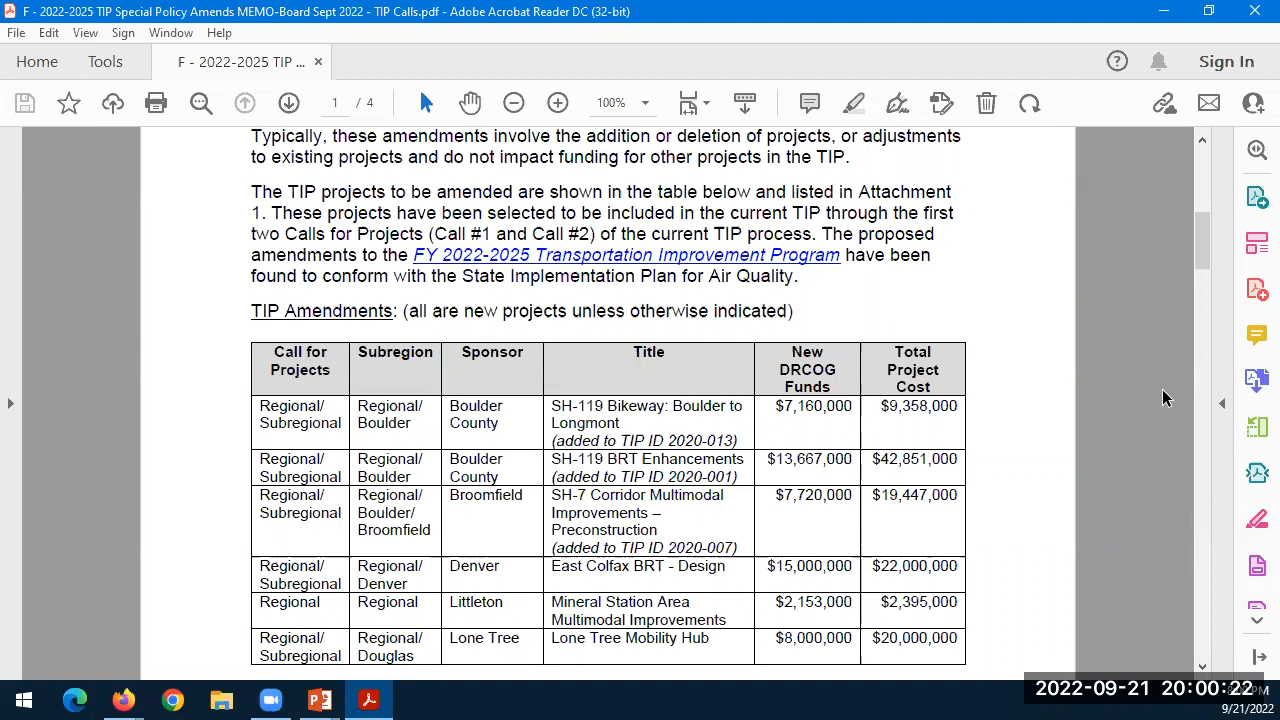 F - 2022-2025 TIP Special Policy Amends MEMO-Board Sept 2022 - TIP Calls.pdf - Adobe Acrobat Reader DC (32-bit)
File Edit View Sign Window Help
Home Tools F - 2022-2025 TIP ... × Sign In
1 / 4 100%
Typically, these amendments involve the addition or deletion of projects, or adjustments
to existing projects and do not impact funding for other projects in the TIP.
The TIP projects to be amended are shown in the table below and listed in Attachment
1. These projects have been selected to be included in the current TIP through the first
two Calls for Projects (Call #1 and Call #2) of the current TIP process. The proposed
amendments to the FY 2022-2025 Transportation Improvement Program have been
found to conform with the State Implementation Plan for Air Quality.
TIP Amendments: (all are new projects unless otherwise indicated)
Call for Subregion Sponsor Title New Total
Projects DRCOG Project
Funds Cost
Regional/ Regional/ Boulder SH-119 Bikeway: Boulder to $7,160,000 $9,358,000
Subregional Boulder County Longmont
(added to TIP ID 2020-013)
Regional/ Regional/ Boulder SH-119 BRT Enhancements $13,667,000 $42,851,000
Subregional Boulder County (added to TIP ID 2020-001)
Regional/ Regional/ Broomfield SH-7 Corridor Multimodal $7,720,000 $19,447,000
Subregional Boulder/ Improvements –
Broomfield Preconstruction
(added to TIP ID 2020-007)
Regional/ Regional/ Denver East Colfax BRT - Design $15,000,000 $22,000,000
Subregional Denver
Regional Regional Littleton Mineral Station Area $2,153,000 $2,395,000
Multimodal Improvements
Regional/ Regional/ Lone Tree Lone Tree Mobility Hub $8,000,000 $20,000,000
Subregional Douglas
2022-09-21 20:00:22
9/21/2022